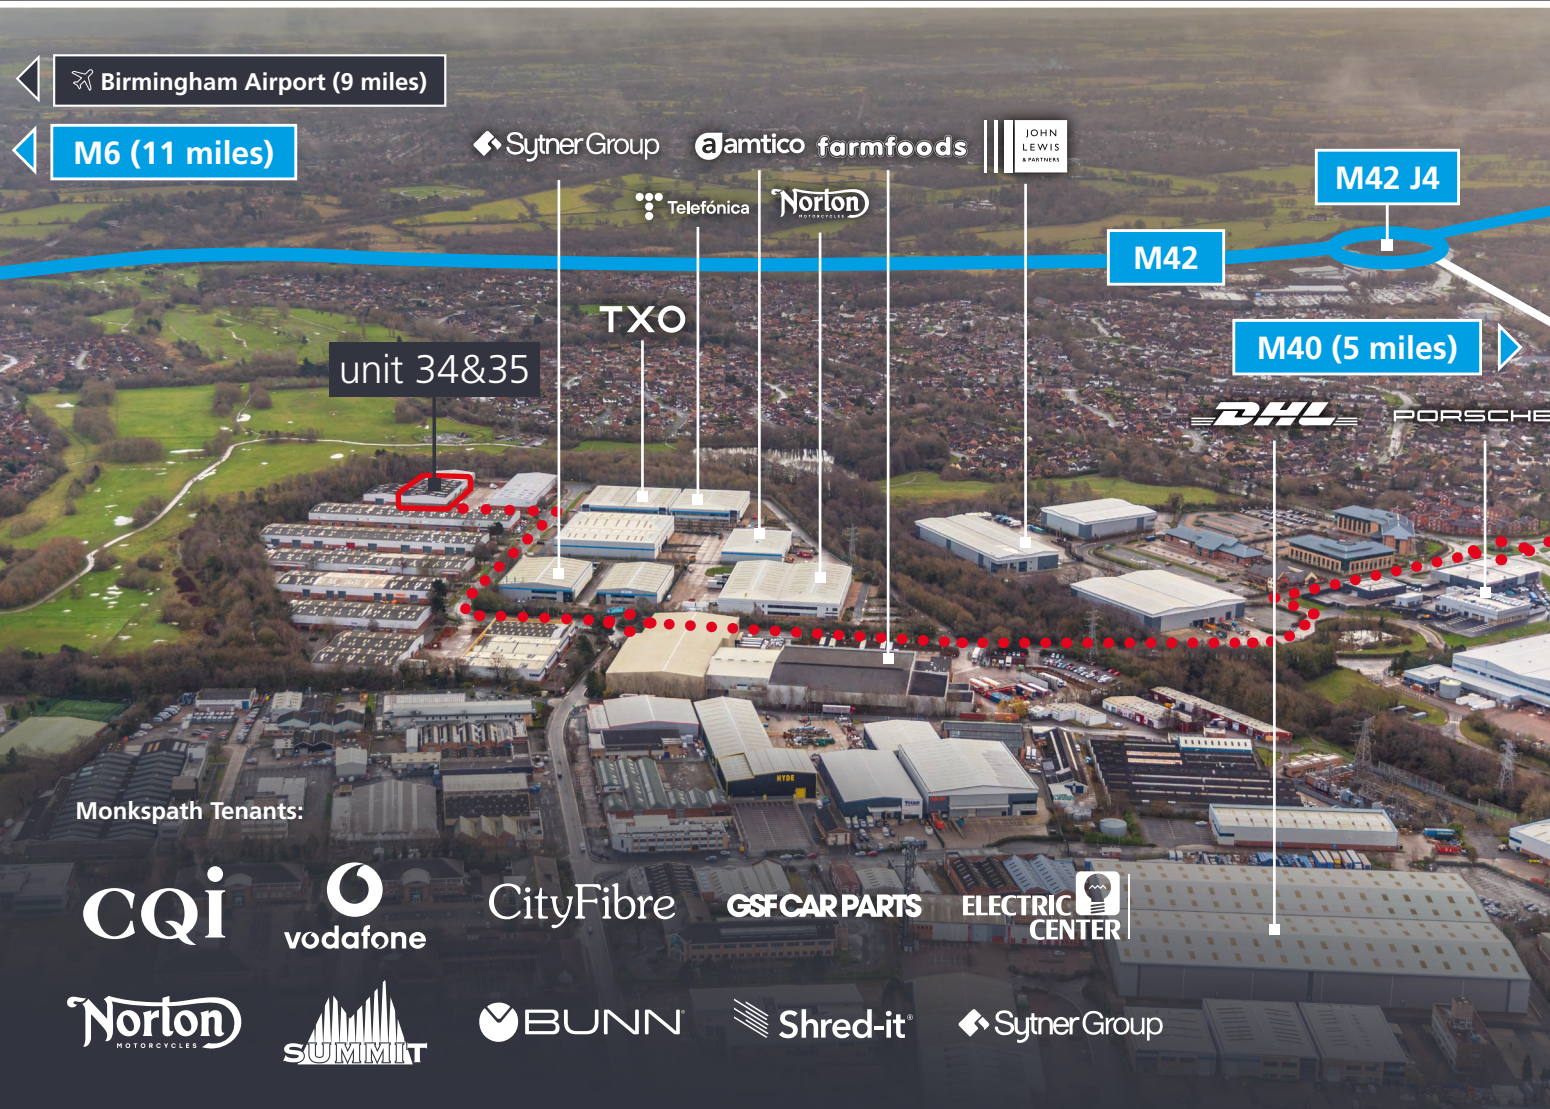 Birmingham Airport (9 miles)
M6 (11 miles)
Sytner Group
amtico
farmfoods
JOHN
LEWIS
& PARTNERS
Telefónica
Norton
MOTORCYCLES
M42 J4
M42
TXO
M40 (5 miles)
unit 34&35
DHL
PORSCHE
HYDE
Monkspath Tenants:
CQi
vodafone
CityFibre
GSF CAR PARTS
ELECTRIC
CENTER
Norton
MOTORCYCLES
SUMMIT
BUNN
Shred-it
Sytner Group